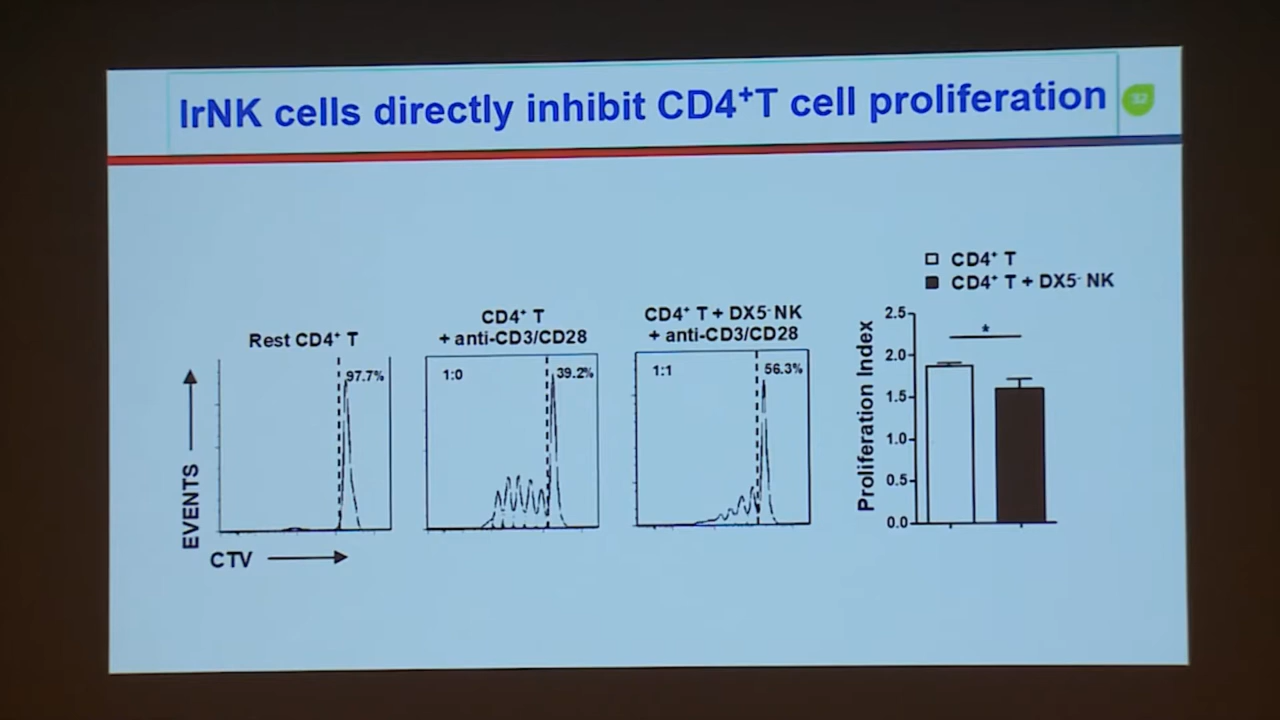 IrNK cells directly inhibit CD4⁺T cell proliferation
32
CD4⁺ T
CD4⁺ T + DX5⁻ NK
Rest CD4⁺ T
97.7%
CD4⁺ T
+ anti-CD3/CD28
1:0
39.2%
CD4⁺ T + DX5⁻ NK
+ anti-CD3/CD28
1:1
56.3%
EVENTS
CTV
Proliferation Index
2.5
2.0
1.5
1.0
0.5
0.0
*